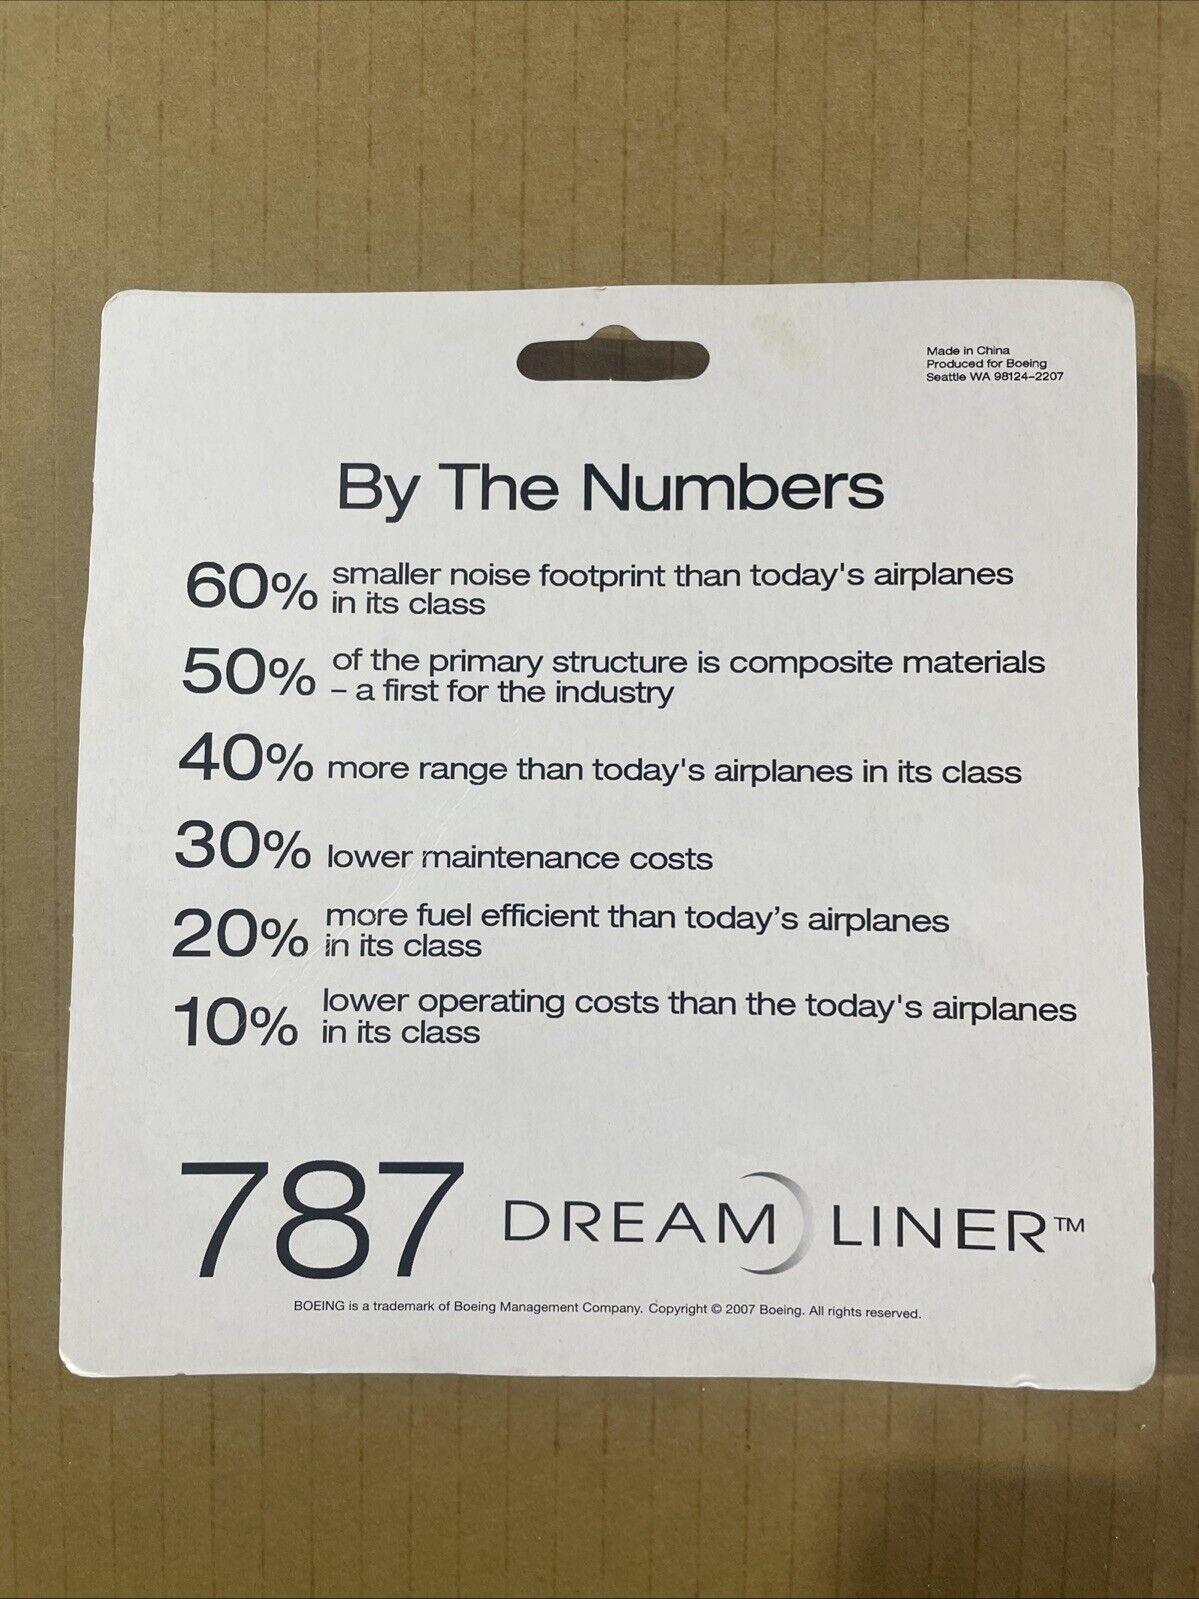 Made in China
Produced for Boeing
Seattle WA 98124-2207
By The Numbers
60% smaller noise footprint than today's airplanes
in its class
50% of the primary structure is composite materials
– a first for the industry
40% more range than today's airplanes in its class
30% lower maintenance costs
20% more fuel efficient than today’s airplanes
in its class
10% lower operating costs than the today's airplanes
in its class
787 DREAMLINER™
BOEING is a trademark of Boeing Management Company. Copyright © 2007 Boeing. All rights reserved.